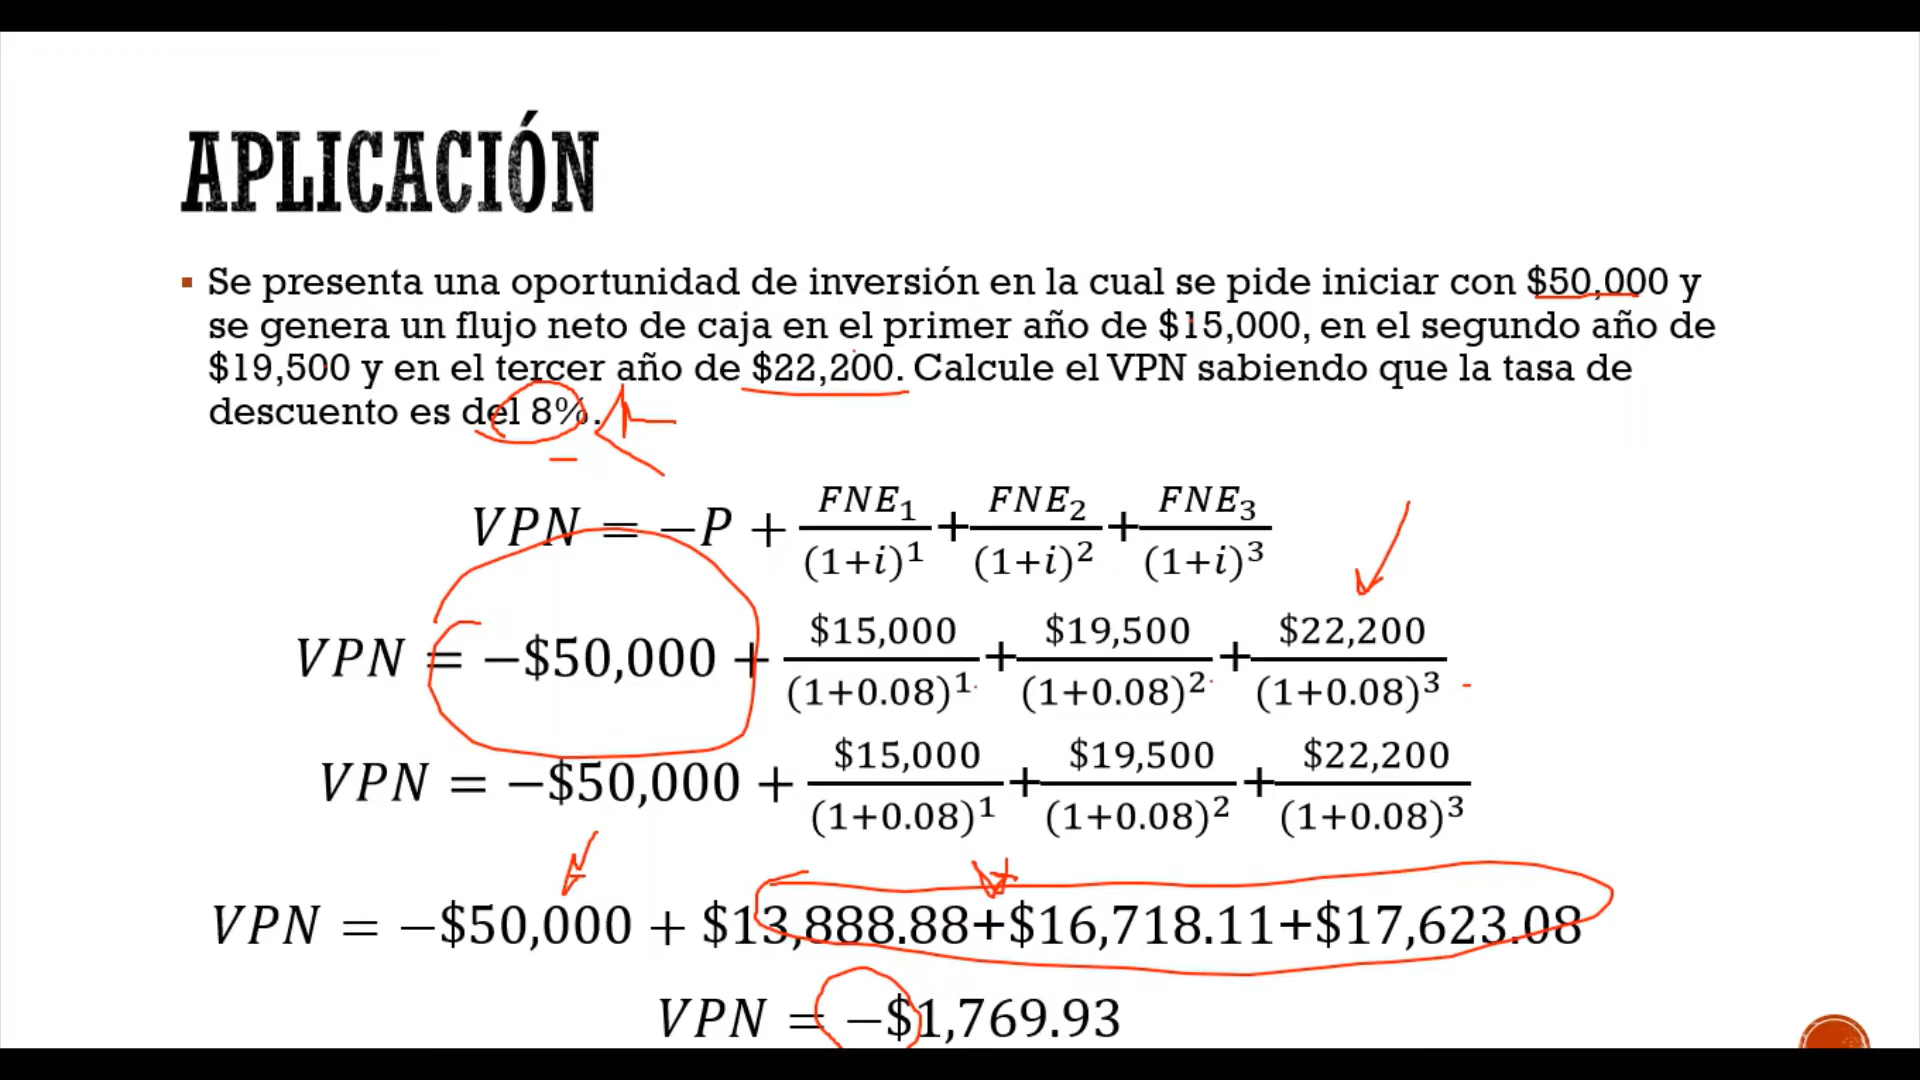 APLICACIÓN
▪ Se presenta una oportunidad de inversión en la cual se pide iniciar con $50,000 y
se genera un flujo neto de caja en el primer año de $15,000, en el segundo año de
$19,500 y en el tercer año de $22,200. Calcule el VPN sabiendo que la tasa de
descuento es del 8%.
VPN = −P + FNE₁/(1+i)¹ + FNE₂/(1+i)² + FNE₃/(1+i)³
VPN = −$50,000 + $15,000/(1+0.08)¹ + $19,500/(1+0.08)² + $22,200/(1+0.08)³
VPN = −$50,000 + $15,000/(1+0.08)¹ + $19,500/(1+0.08)² + $22,200/(1+0.08)³
VPN = −$50,000 + $13,888.88+$16,718.11+$17,623.08
VPN = −$1,769.93